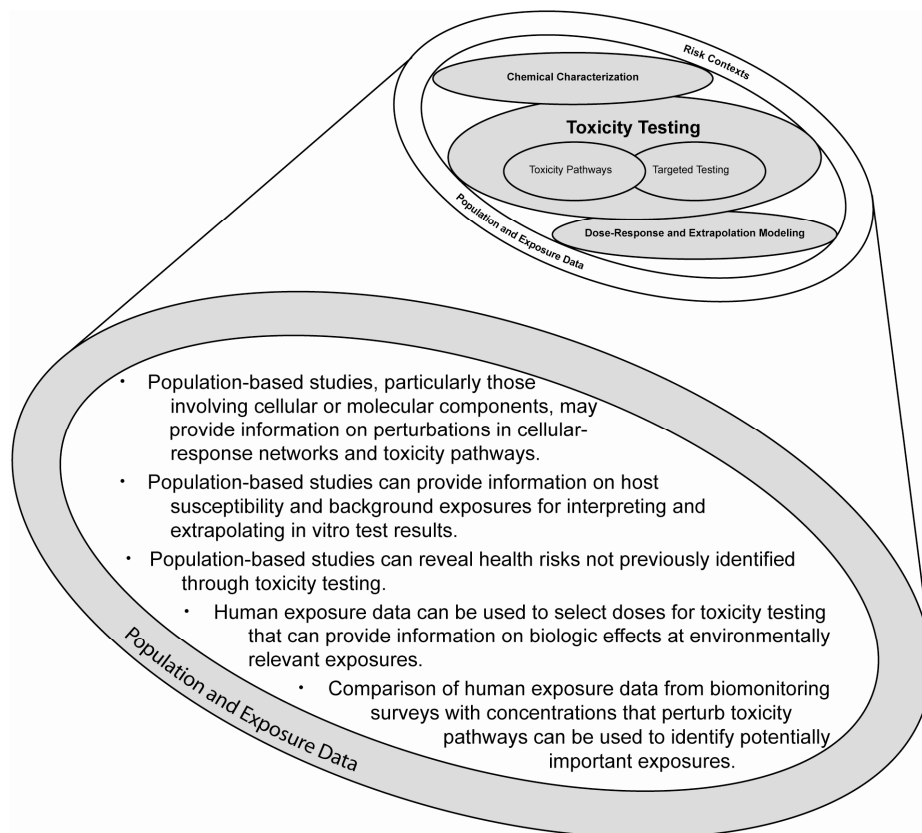 Risk Contexts
Chemical Characterization
Toxicity Testing
Toxicity Pathways
Targeted Testing
Dose-Response and Extrapolation Modeling
Population and Exposure Data
· Population-based studies, particularly those
involving cellular or molecular components, may
provide information on perturbations in cellular-
response networks and toxicity pathways.
· Population-based studies can provide information on host
susceptibility and background exposures for interpreting and
extrapolating in vitro test results.
· Population-based studies can reveal health risks not previously identified
through toxicity testing.
· Human exposure data can be used to select doses for toxicity testing
that can provide information on biologic effects at environmentally
relevant exposures.
· Comparison of human exposure data from biomonitoring
surveys with concentrations that perturb toxicity
pathways can be used to identify potentially
important exposures.
Population and Exposure Data